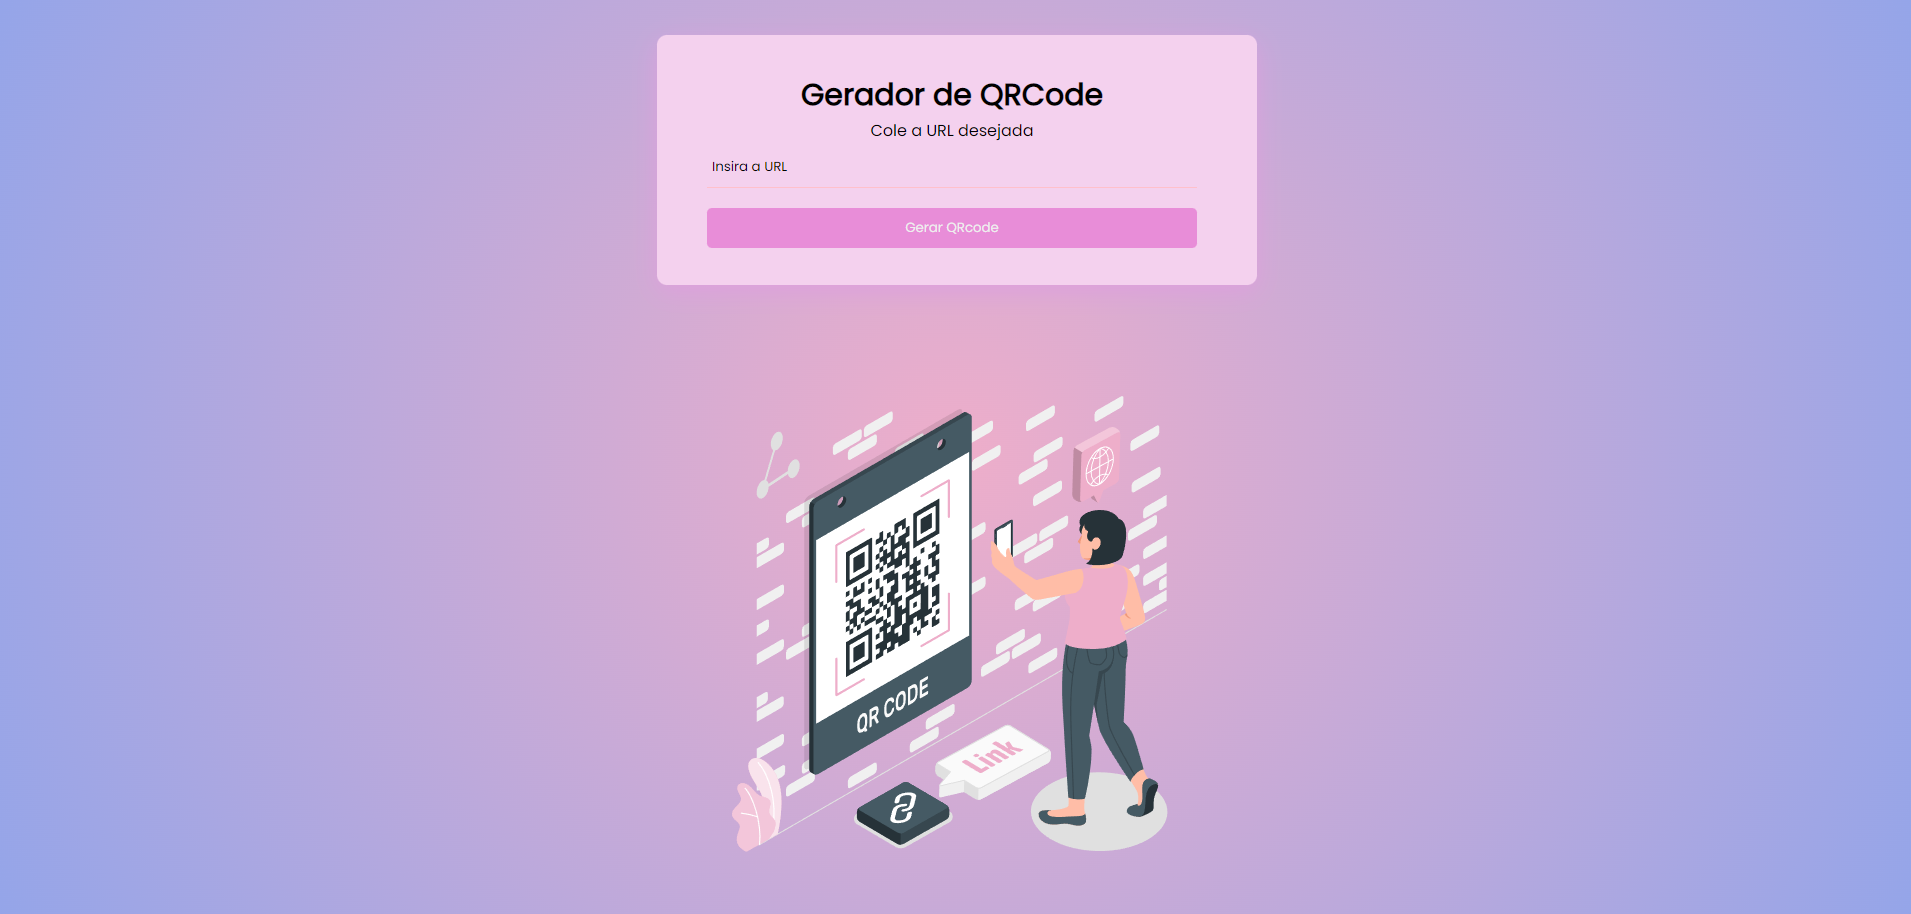 Gerador de QRCode
Cole a URL desejada
Insira a URL
Gerar QRcode
QR CODE
Link